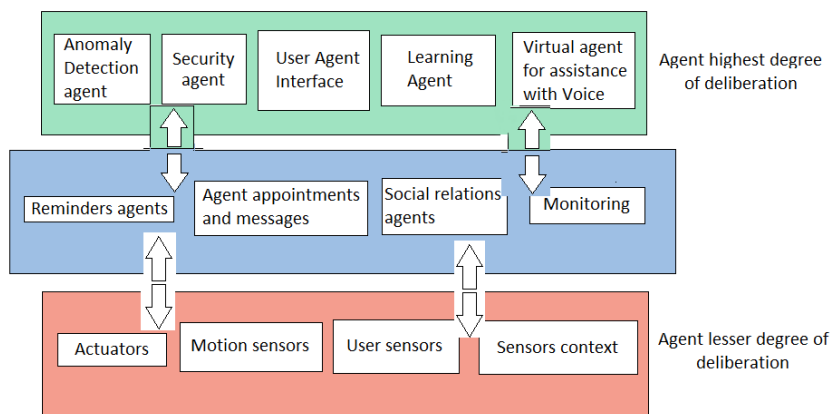 Anomaly
Detection
agent
Security
agent
User Agent
Interface
Learning
Agent
Virtual agent
for assistance
with Voice
Agent highest degree
of deliberation
Reminders agents
Agent appointments
and messages
Social relations
agents
Monitoring
Actuators
Motion sensors
User sensors
Sensors context
Agent lesser degree of
deliberation